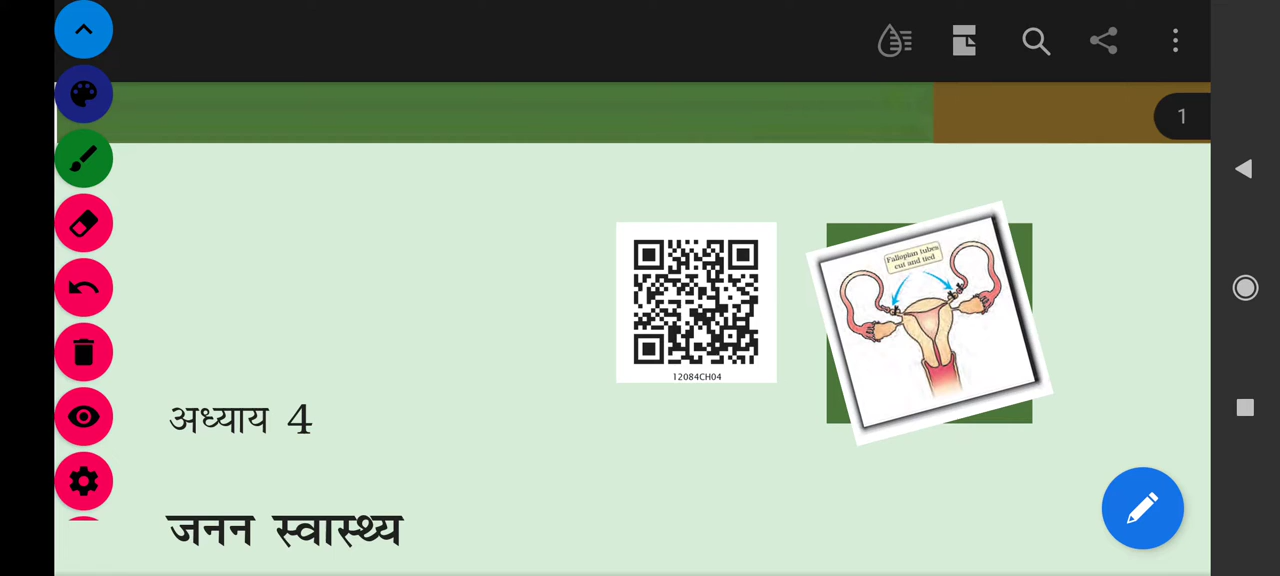 1
Fallopian tubes
cut and tied
12084CH04
अध्याय 4
जनन स्वास्थ्य